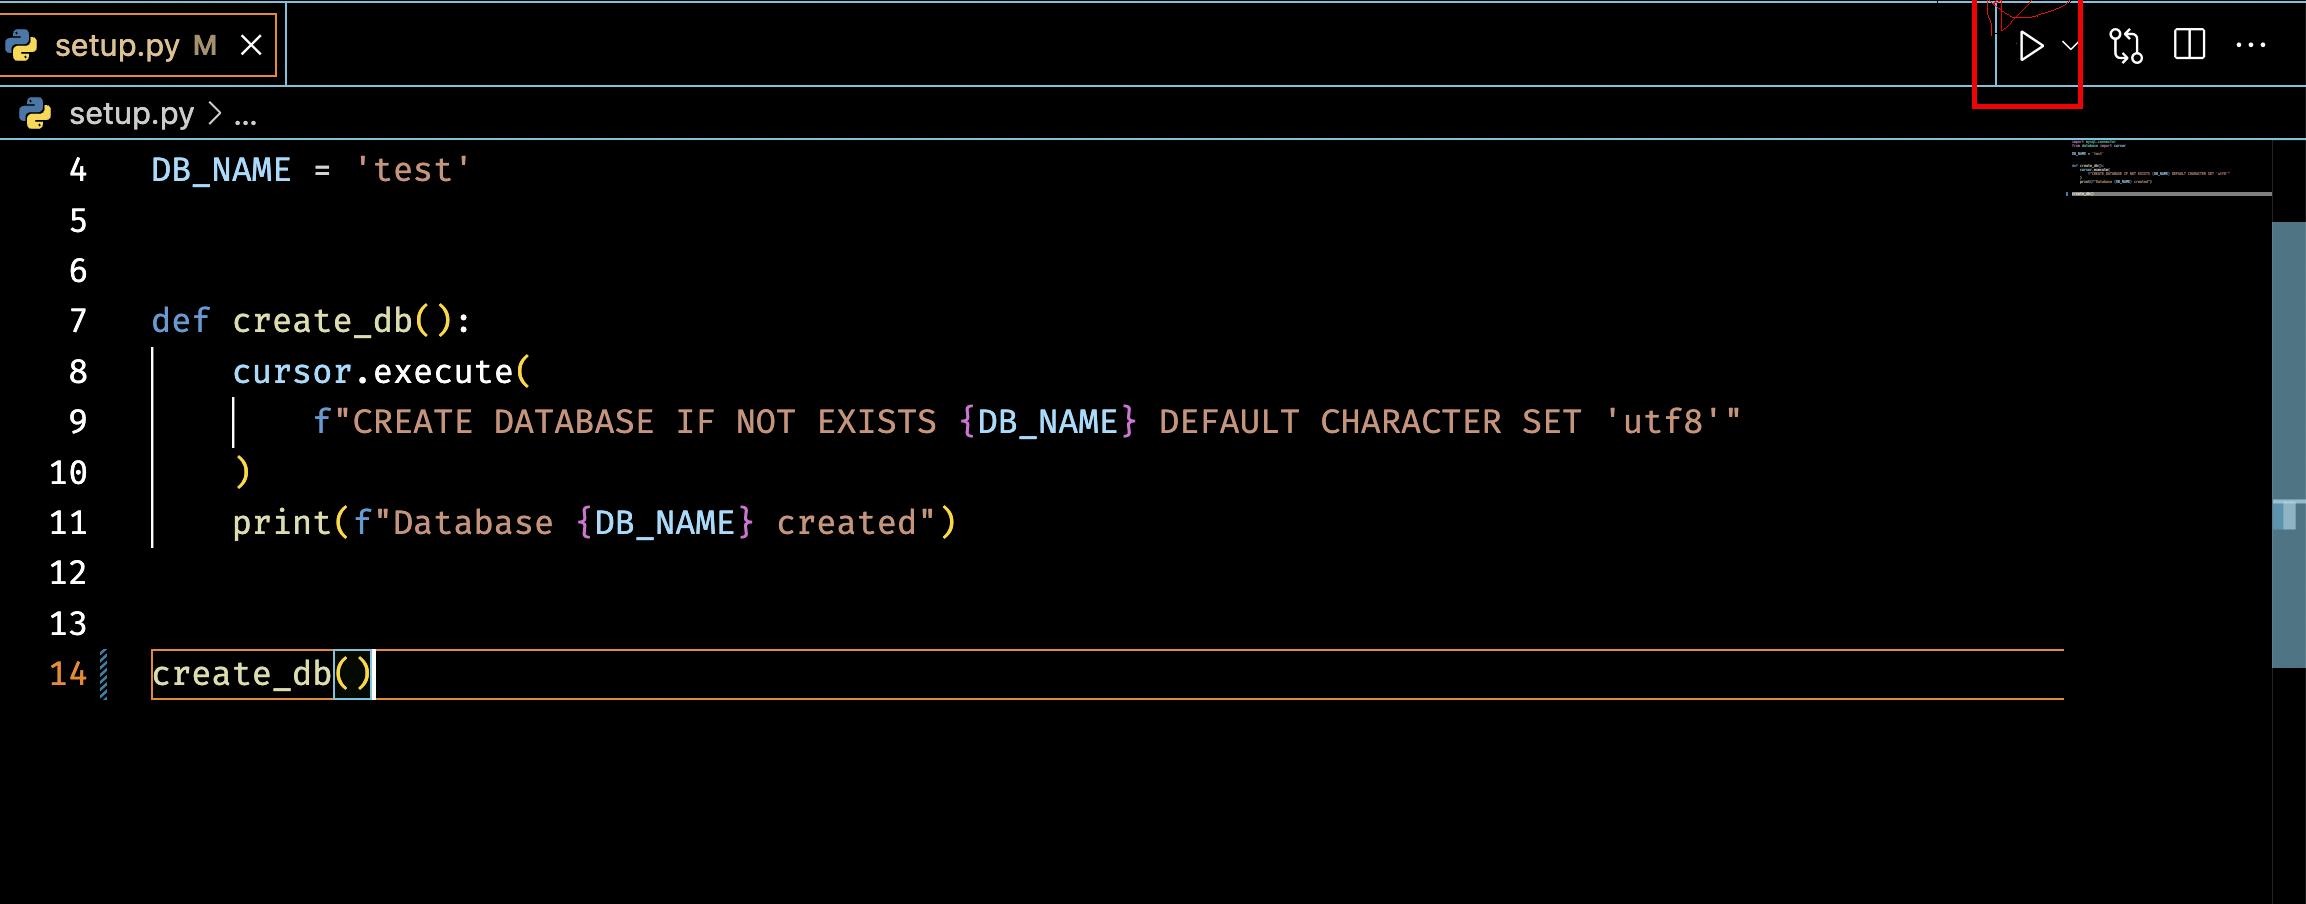 setup.py M
setup.py > ...
4 DB_NAME = 'test'
5
6
7 def create_db():
8 cursor.execute(
9 f"CREATE DATABASE IF NOT EXISTS {DB_NAME} DEFAULT CHARACTER SET 'utf8'"
10 )
11 print(f"Database {DB_NAME} created")
12
13
14 create_db()